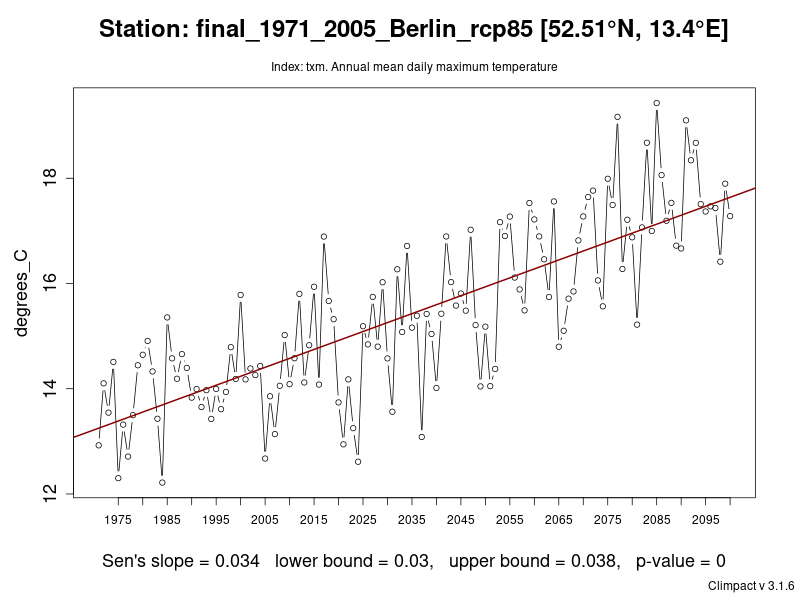 Station: final_1971_2005_Berlin_rcp85 [52.51°N, 13.4°E]
Index: txm. Annual mean daily maximum temperature
degrees_C
18
16
14
12
1975 1985 1995 2005 2015 2025 2035 2045 2055 2065 2075 2085 2095
Sen's slope = 0.034 lower bound = 0.03, upper bound = 0.038, p-value = 0
Climpact v 3.1.6